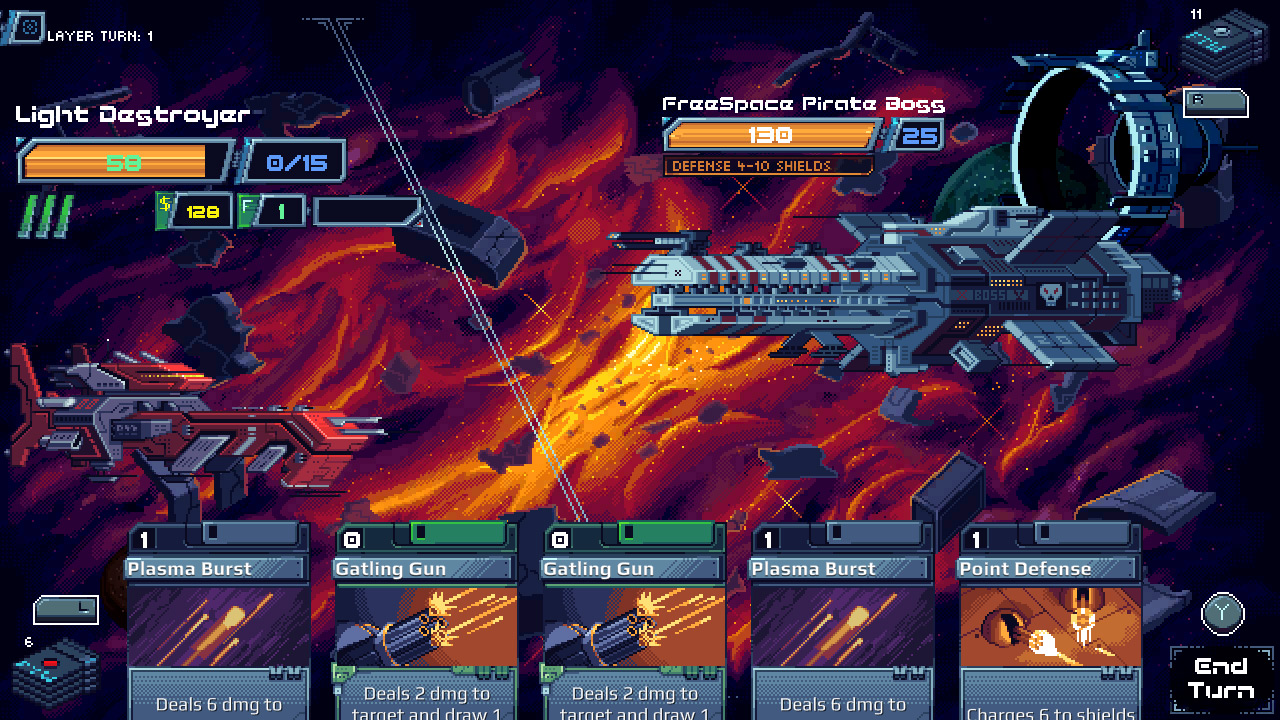 LAYER TURN: 1
11
R
Light Destroyer
58
0/15
$
128
F
1
FreeSpace Pirate Boss
130
25
DEFENSE 4-10 SHIELDS
BOSS X
1
Plasma Burst
Deals 6 dmg to
0
Gatling Gun
Deals 2 dmg to
target and draw 1
0
Gatling Gun
Deals 2 dmg to
target and draw 1
1
Plasma Burst
Deals 6 dmg to
1
Point Defense
Charges 6 to shields
L
6
Y
End
Turn